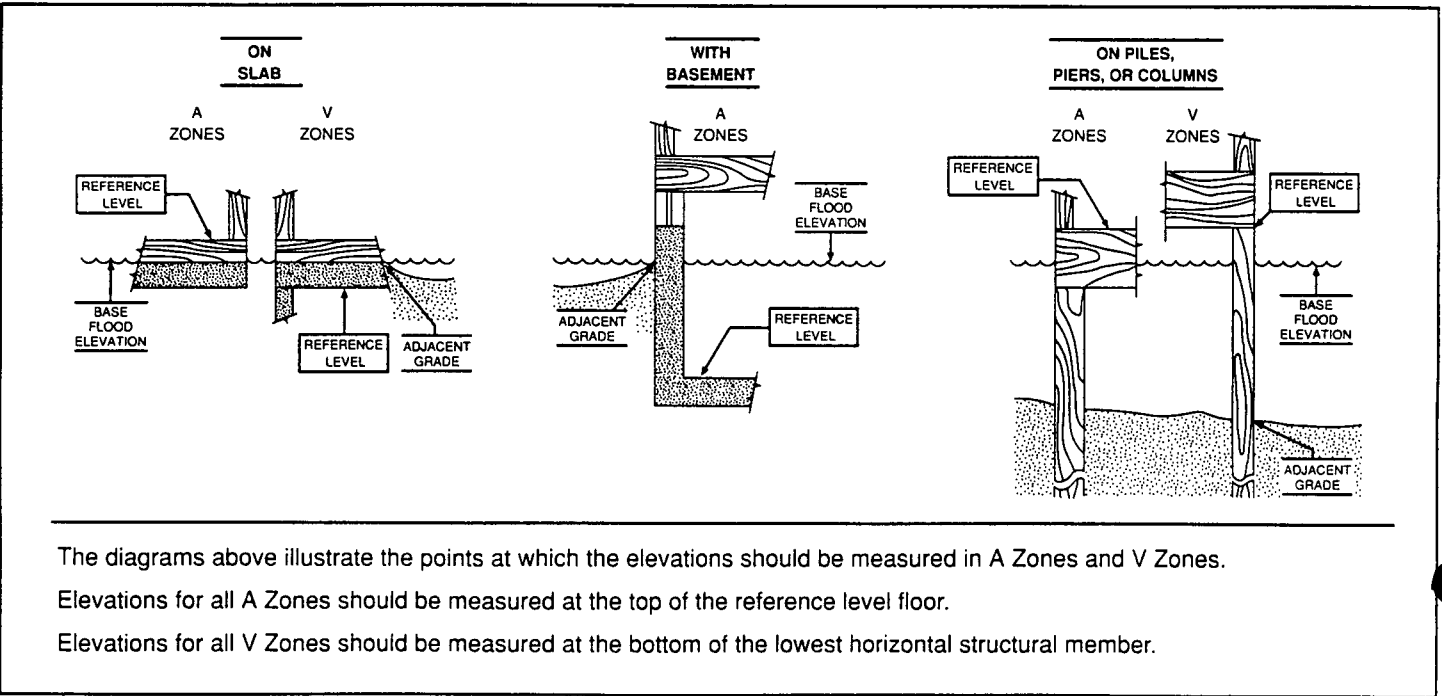 ON
SLAB
A
ZONES
V
ZONES
REFERENCE
LEVEL
BASE
FLOOD
ELEVATION
REFERENCE
LEVEL
ADJACENT
GRADE
WITH
BASEMENT
A
ZONES
BASE
FLOOD
ELEVATION
ADJACENT
GRADE
REFERENCE
LEVEL
ON PILES,
PIERS, OR COLUMNS
A
ZONES
V
ZONES
REFERENCE
LEVEL
REFERENCE
LEVEL
BASE
FLOOD
ELEVATION
ADJACENT
GRADE
The diagrams above illustrate the points at which the elevations should be measured in A Zones and V Zones.
Elevations for all A Zones should be measured at the top of the reference level floor.
Elevations for all V Zones should be measured at the bottom of the lowest horizontal structural member.